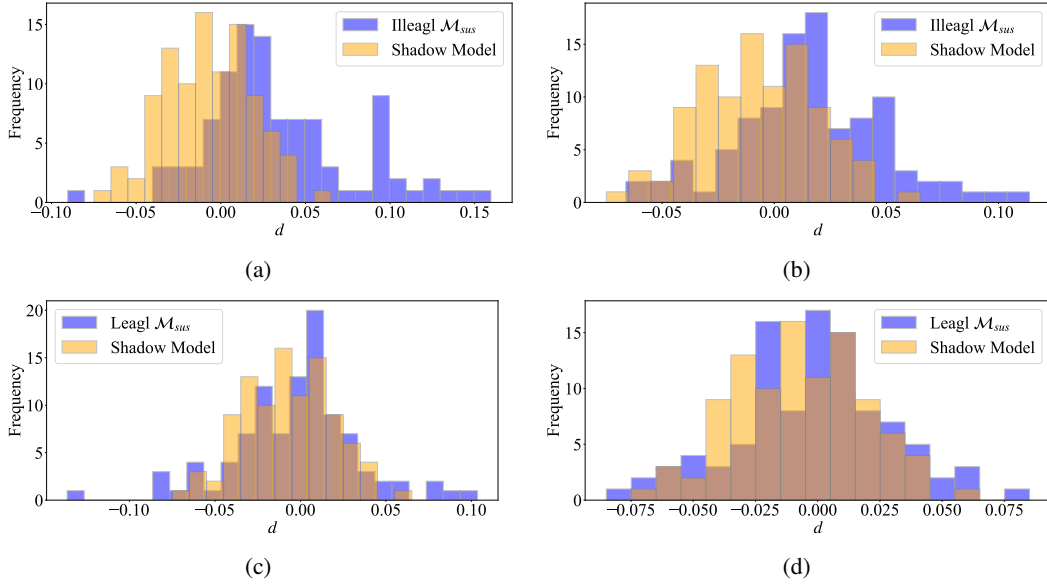 15
10
5
0
Frequency
Illeagl 𝓜sus
Shadow Model
−0.10 −0.05 0.00 0.05 0.10 0.15
d
(a)
15
10
5
0
Frequency
Illeagl 𝓜sus
Shadow Model
−0.05 0.00 0.05 0.10
d
(b)
20
15
10
5
0
Frequency
Leagl 𝓜sus
Shadow Model
−0.10 −0.05 0.00 0.05 0.10
d
(c)
15
10
5
0
Frequency
Leagl 𝓜sus
Shadow Model
−0.075 −0.050 −0.025 0.000 0.025 0.050 0.075
d
(d)